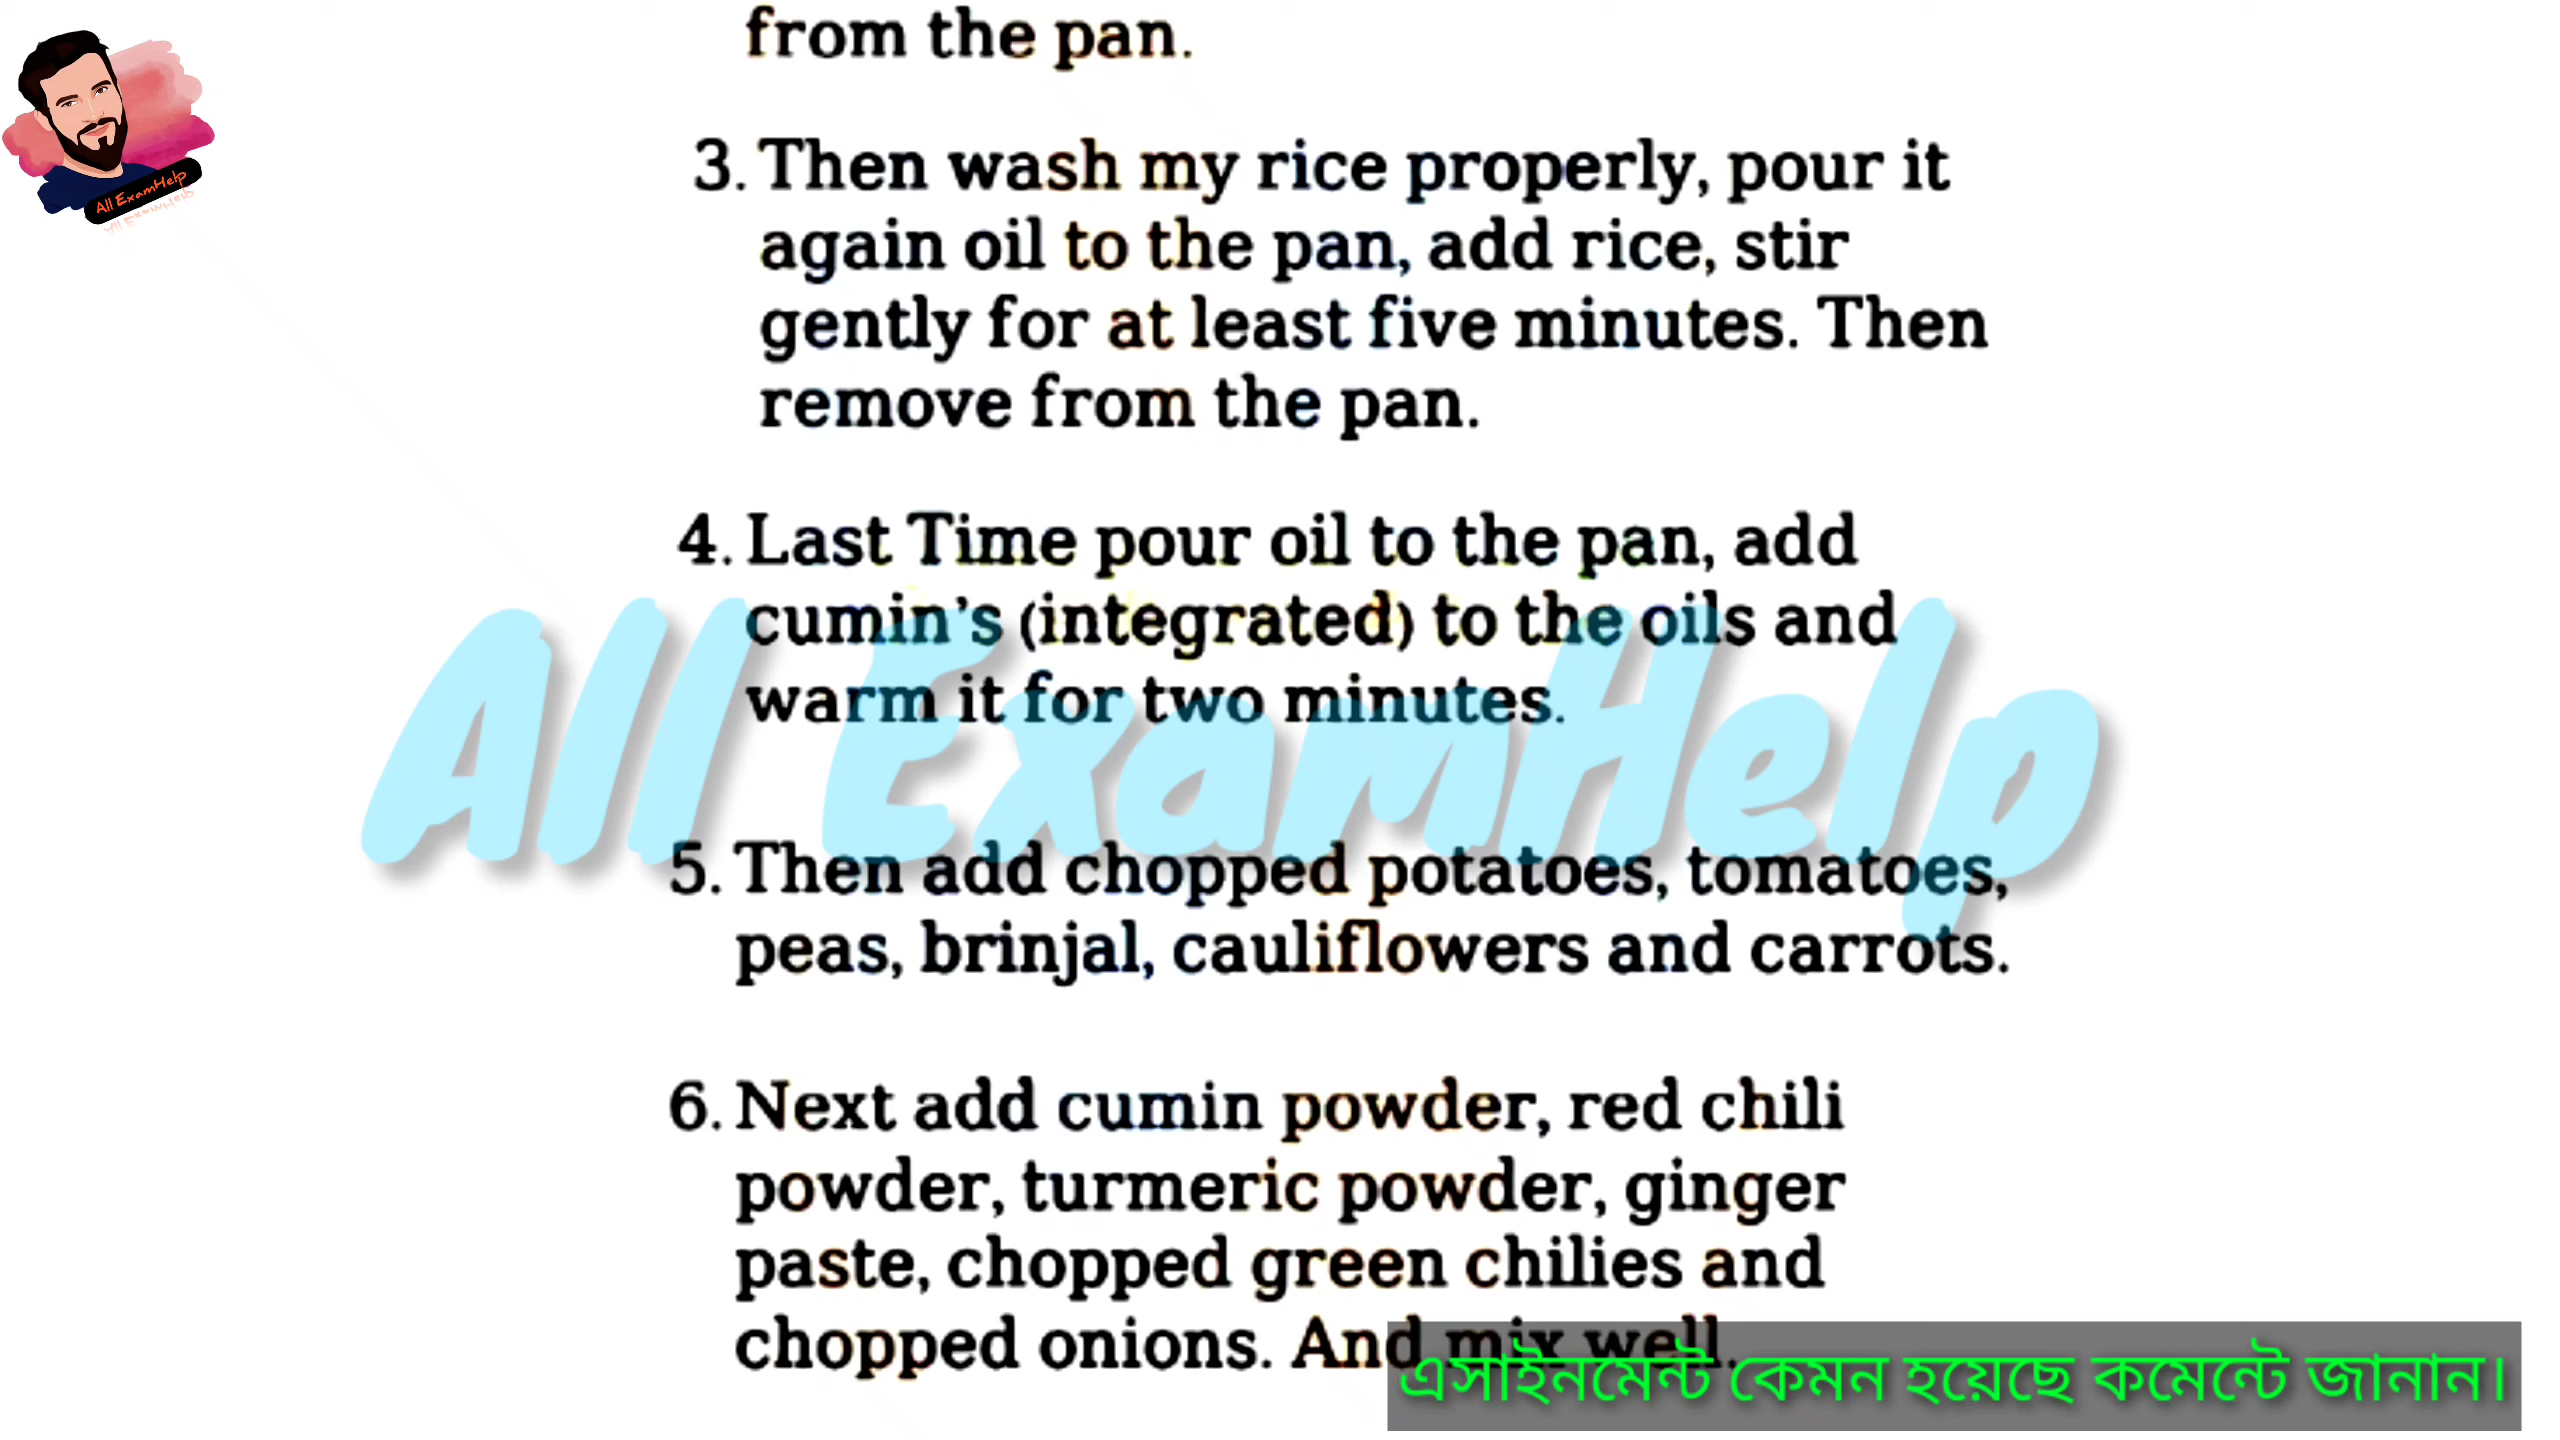 from the pan.
All ExamHelp
3. Then wash my rice properly, pour it
again oil to the pan, add rice, stir
gently for at least five minutes. Then
remove from the pan.
4. Last Time pour oil to the pan, add
cumin’s (integrated) to the oils and
warm it for two minutes.
All ExamHelp
5. Then add chopped potatoes, tomatoes,
peas, brinjal, cauliflowers and carrots.
6. Next add cumin powder, red chili
powder, turmeric powder, ginger
paste, chopped green chilies and
chopped onions. And mix well.
এসাইনমেন্ট কেমন হয়েছে কমেন্টে জানান।